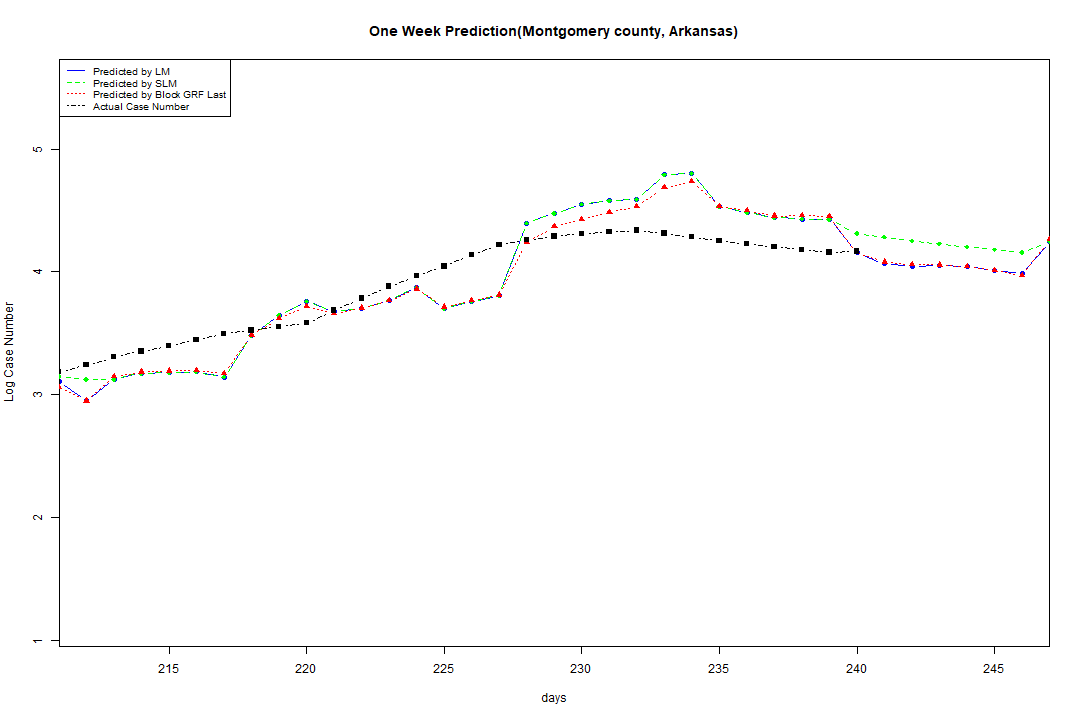 One Week Prediction(Montgomery county, Arkansas)
Predicted by LM
Predicted by SLM
Predicted by Block GRF Last
Actual Case Number
5
4
3
2
1
Log Case Number
215 220 225 230 235 240 245
days